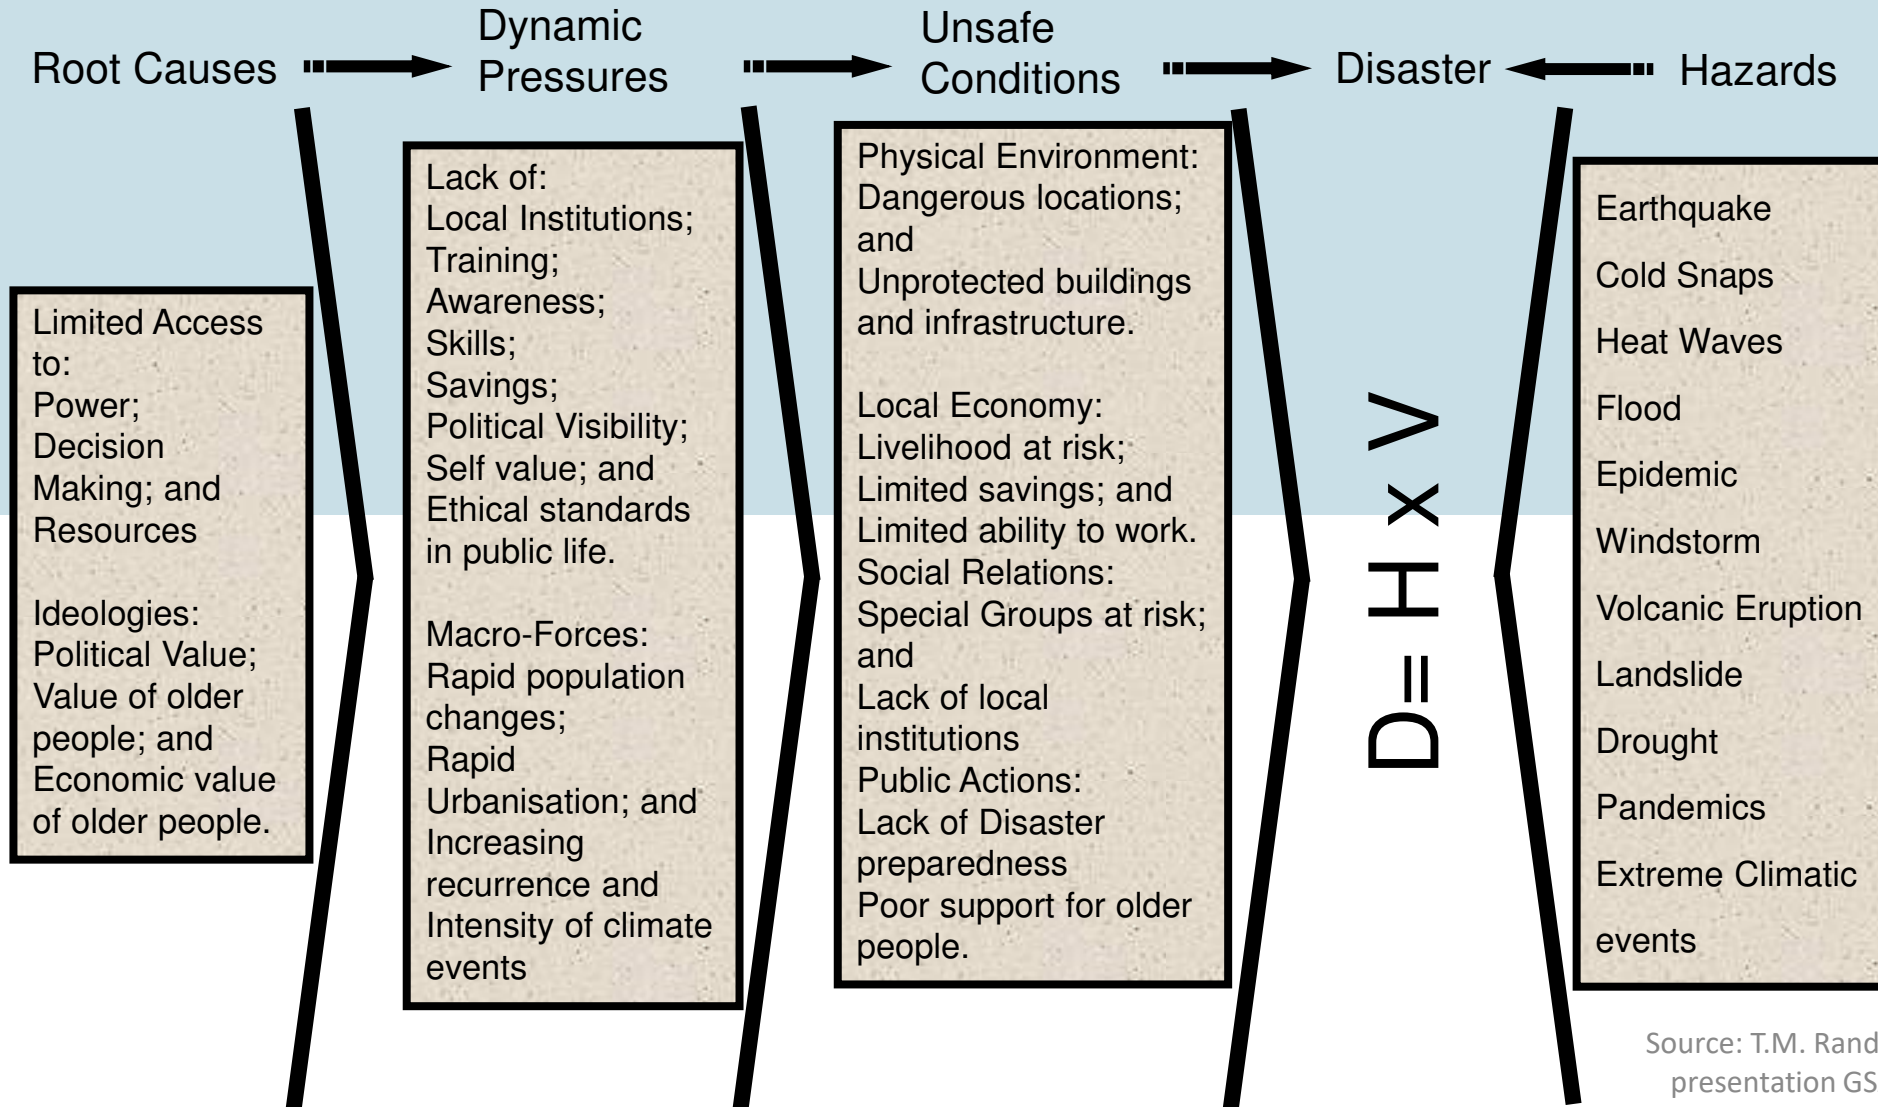 Root Causes
Dynamic
Pressures
Unsafe
Conditions
Disaster
Hazards
Limited Access
to:
Power;
Decision
Making; and
Resources
Ideologies:
Political Value;
Value of older
people; and
Economic value
of older people.
Lack of:
Local Institutions;
Training;
Awareness;
Skills;
Savings;
Political Visibility;
Self value; and
Ethical standards
in public life.
Macro-Forces:
Rapid population
changes;
Rapid
Urbanisation; and
Increasing
recurrence and
Intensity of climate
events
Physical Environment:
Dangerous locations;
and
Unprotected buildings
and infrastructure.
Local Economy:
Livelihood at risk;
Limited savings; and
Limited ability to work.
Social Relations:
Special Groups at risk;
and
Lack of local
institutions
Public Actions:
Lack of Disaster
preparedness
Poor support for older
people.
D= H x V
Earthquake
Cold Snaps
Heat Waves
Flood
Epidemic
Windstorm
Volcanic Eruption
Landslide
Drought
Pandemics
Extreme Climatic
events
Source: T.M. Rand
presentation GS